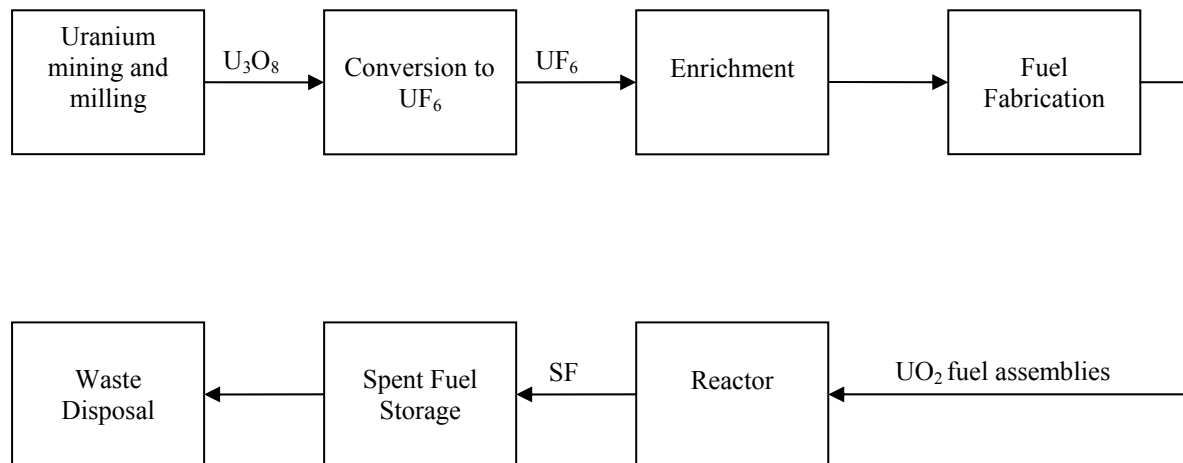 Uranium
mining and
milling
U₃O₈
Conversion to
UF₆
UF₆
Enrichment
Fuel
Fabrication
Waste
Disposal
Spent Fuel
Storage
SF
Reactor
UO₂ fuel assemblies